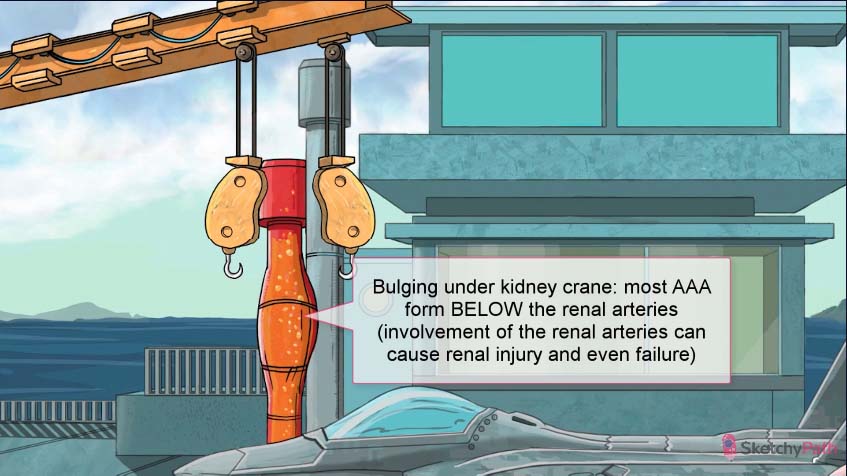 Bulging under kidney crane: most AAA
form BELOW the renal arteries
(involvement of the renal arteries can
cause renal injury and even failure)
SketchyPath